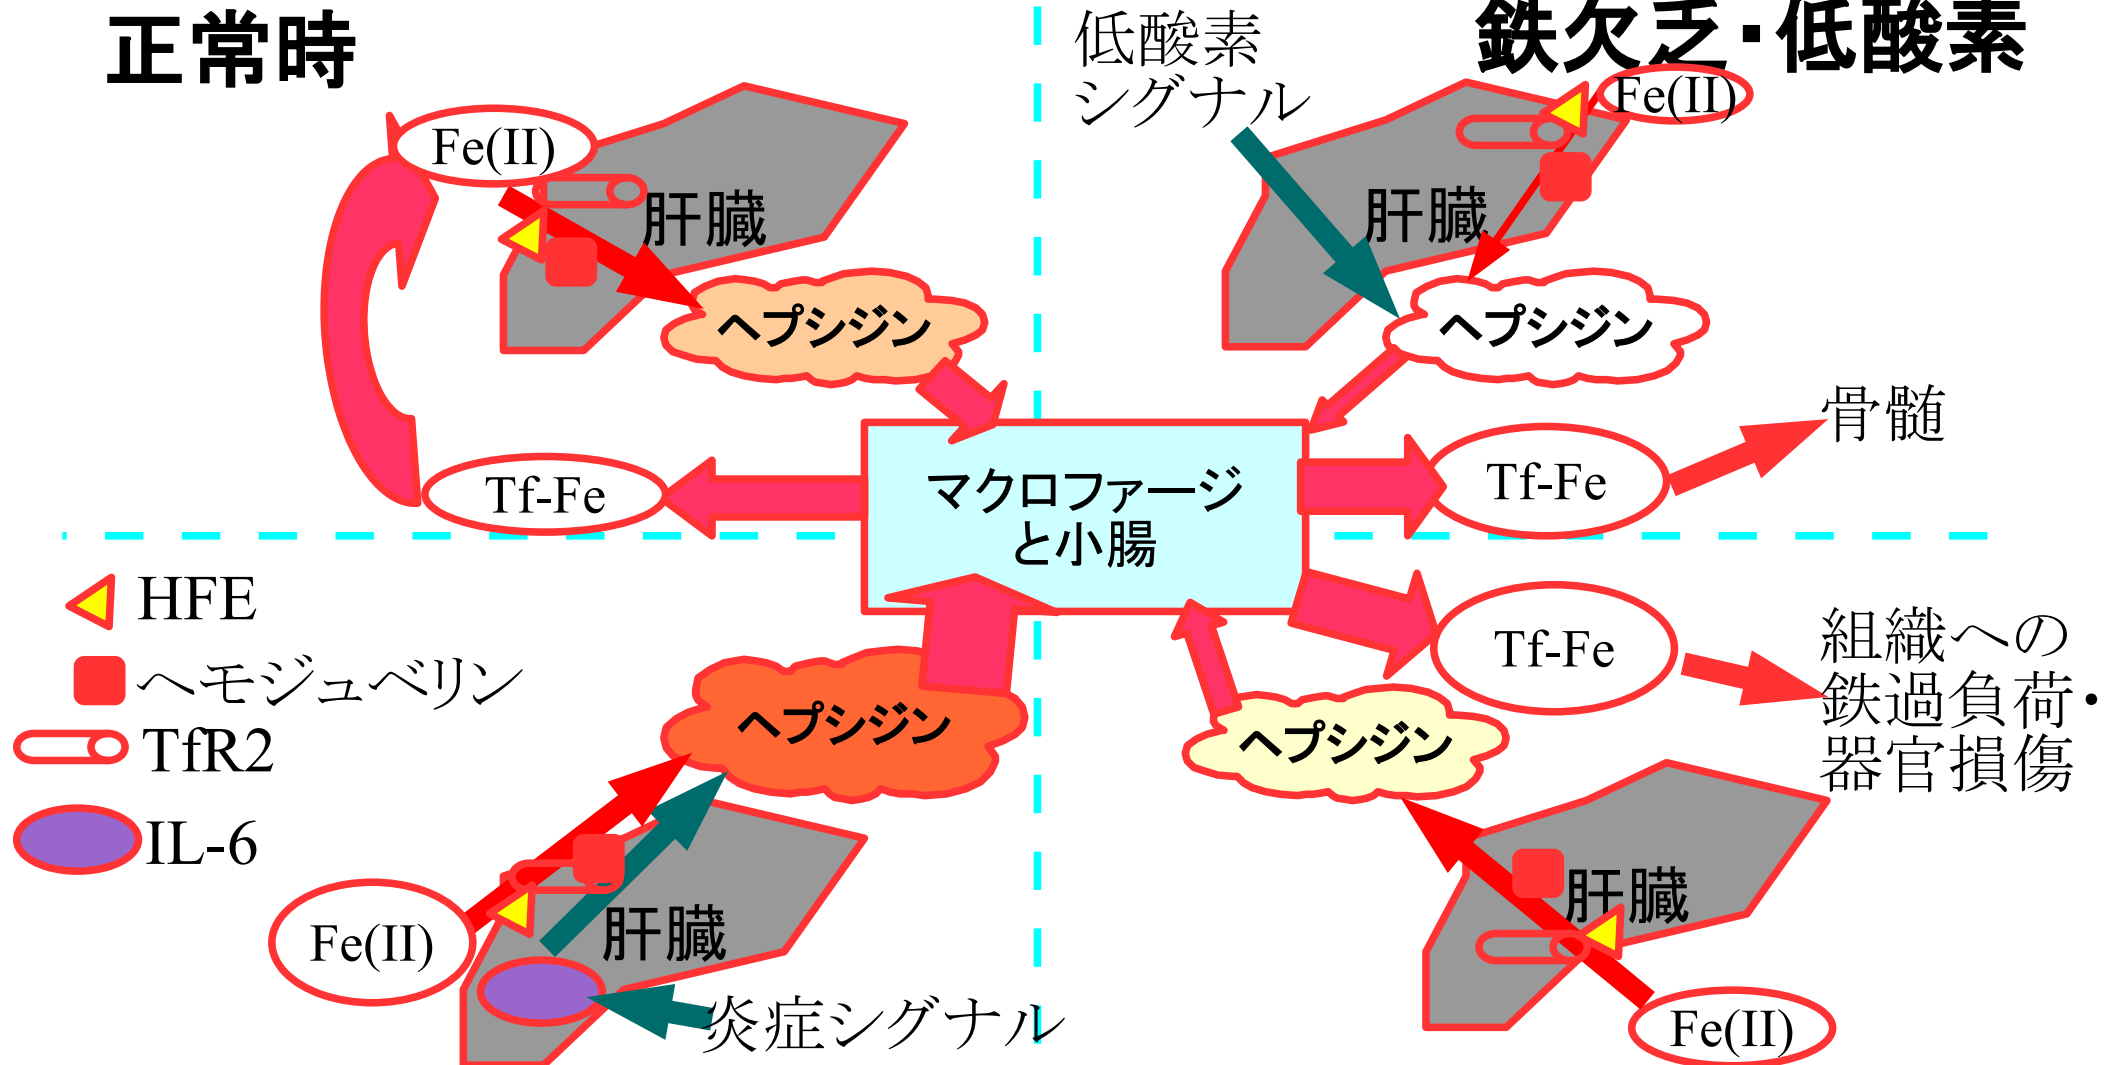 正常時
鉄欠乏・低酸素
低酸素
シグナル
Fe(II)
肝臓
ヘプシジン
Tf-Fe
Fe(II)
肝臓
ヘプシジン
Tf-Fe
骨髄
マクロファージ
と小腸
HFE
ヘモジュベリン
TfR2
IL-6
ヘプシジン
Fe(II)
肝臓
炎症シグナル
Tf-Fe
組織への
鉄過負荷・
器官損傷
ヘプシジン
肝臓
Fe(II)